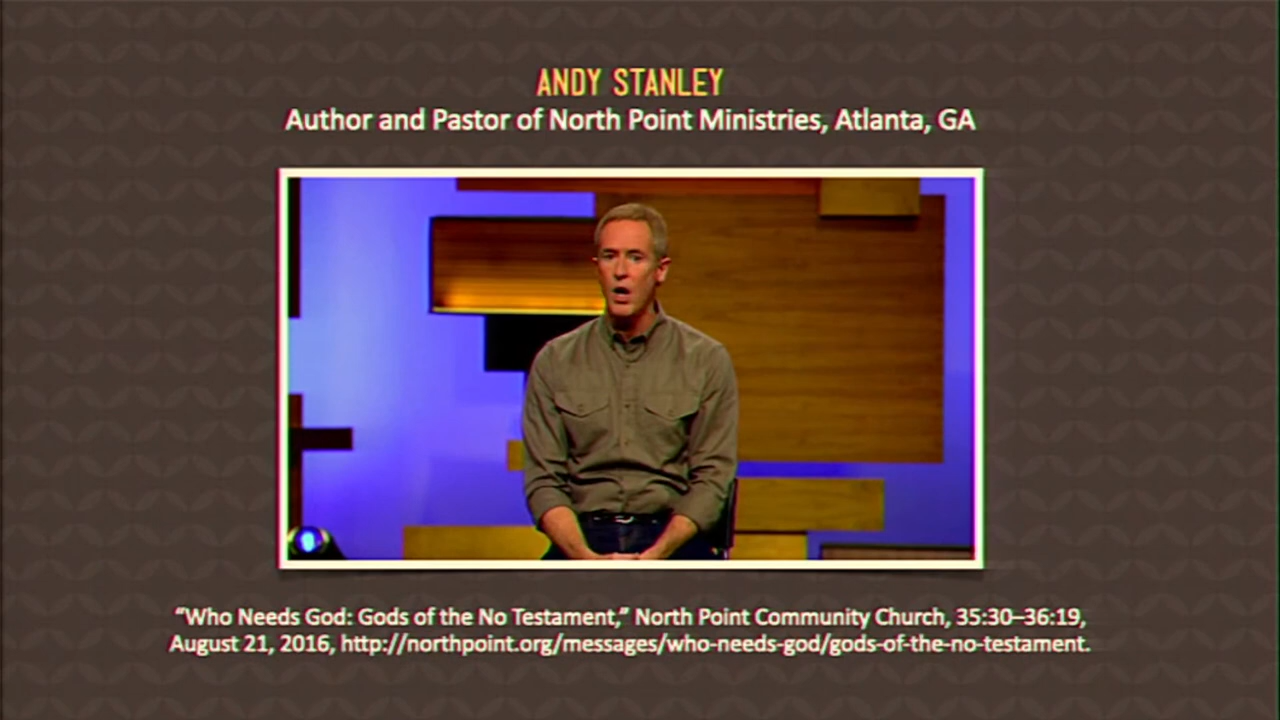 ANDY STANLEY
Author and Pastor of North Point Ministries, Atlanta, GA
“Who Needs God: Gods of the No Testament,” North Point Community Church, 35:30–36:19,
August 21, 2016, http://northpoint.org/messages/who-needs-god/gods-of-the-no-testament.